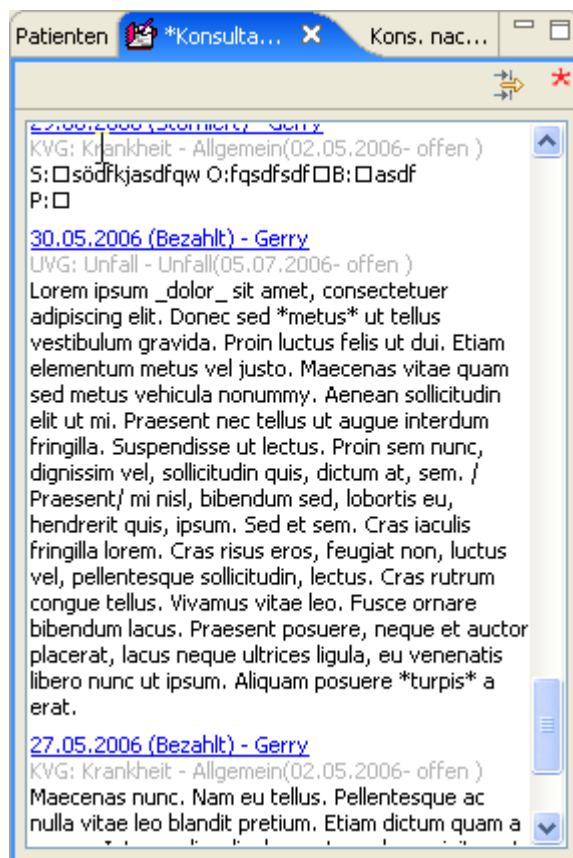 Patienten *Konsulta... Kons. nac...
29.06.2006 (Storniert) - Gerry
KVG: Krankheit - Allgemein(02.05.2006- offen )
S:□södfkjasdfqw O:fqsdfsdf□B:□asdf
P:□
30.05.2006 (Bezahlt) - Gerry
UVG: Unfall - Unfall(05.07.2006- offen )
Lorem ipsum _dolor_ sit amet, consectetuer
adipiscing elit. Donec sed *metus* ut tellus
vestibulum gravida. Proin luctus felis ut dui. Etiam
elementum metus vel justo. Maecenas vitae quam
sed metus vehicula nonummy. Aenean sollicitudin
elit ut mi. Praesent nec tellus ut augue interdum
fringilla. Suspendisse ut lectus. Proin sem nunc,
dignissim vel, sollicitudin quis, dictum at, sem. /
Praesent/ mi nisl, bibendum sed, lobortis eu,
hendrerit quis, ipsum. Sed et sem. Cras iaculis
fringilla lorem. Cras risus eros, feugiat non, luctus
vel, pellentesque sollicitudin, lectus. Cras rutrum
congue tellus. Vivamus vitae leo. Fusce ornare
bibendum lacus. Praesent posuere, neque et auctor
placerat, lacus neque ultrices ligula, eu venenatis
libero nunc ut ipsum. Aliquam posuere *turpis* a
erat.
27.05.2006 (Bezahlt) - Gerry
KVG: Krankheit - Allgemein(02.05.2006- offen )
Maecenas nunc. Nam eu tellus. Pellentesque ac
nulla vitae leo blandit pretium. Etiam dictum quam a